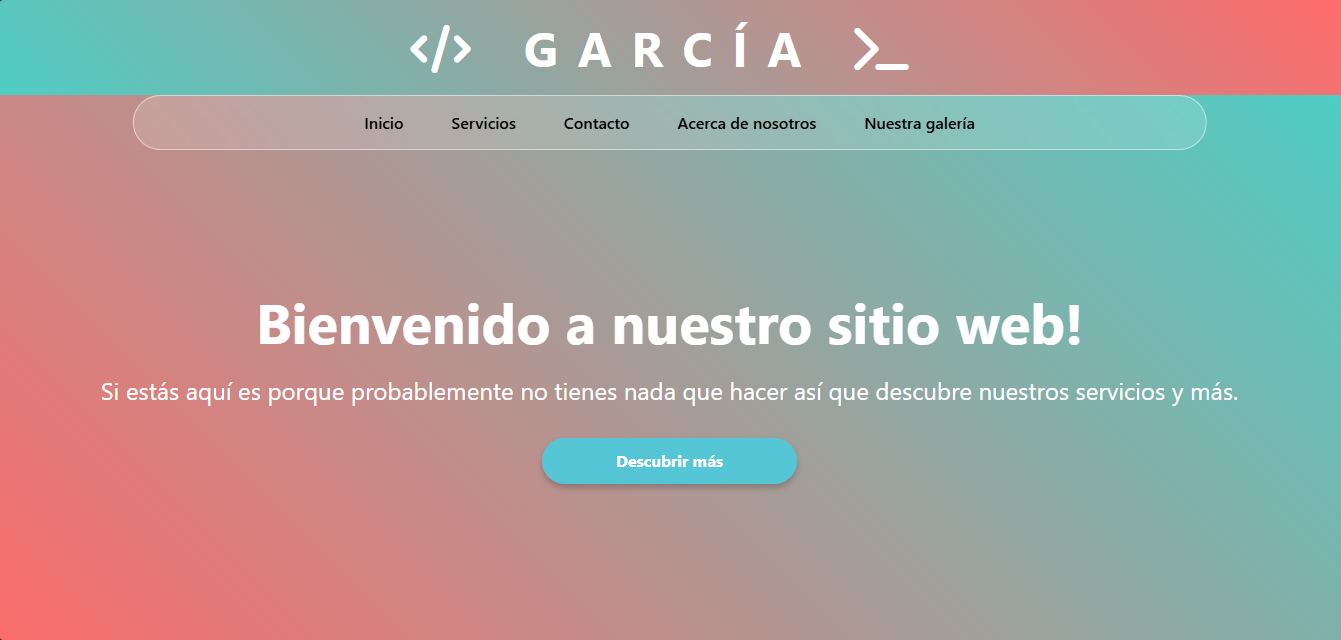 </> GARCÍA >_
Inicio Servicios Contacto Acerca de nosotros Nuestra galería
Bienvenido a nuestro sitio web!
Si estás aquí es porque probablemente no tienes nada que hacer así que descubre nuestros servicios y más.
Descubrir más